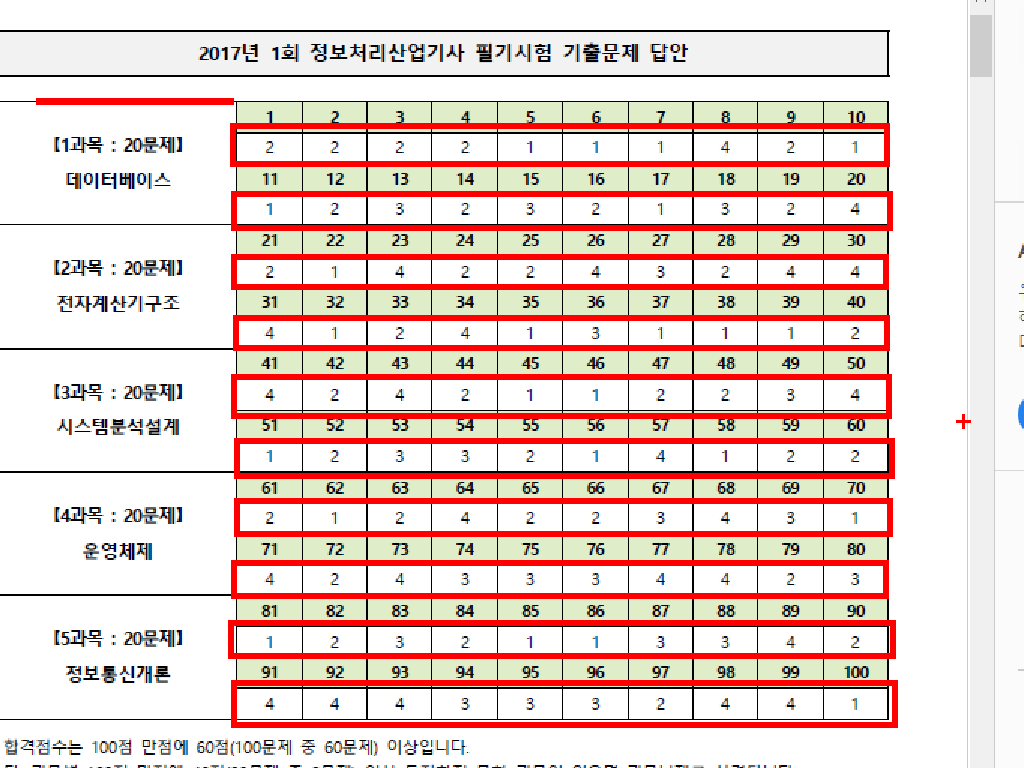 2017년 1회 정보처리산업기사 필기시험 기출문제 답안
1 2 3 4 5 6 7 8 9 10
【1과목 : 20문제】
2 2 2 2 1 1 1 4 2 1
데이터베이스
11 12 13 14 15 16 17 18 19 20
1 2 3 2 3 2 1 3 2 4
21 22 23 24 25 26 27 28 29 30
【2과목 : 20문제】
2 1 4 2 2 4 3 2 4 4
전자계산기구조
31 32 33 34 35 36 37 38 39 40
4 1 2 4 1 3 1 1 1 2
41 42 43 44 45 46 47 48 49 50
【3과목 : 20문제】
4 2 4 2 1 1 2 2 3 4
시스템분석설계
51 52 53 54 55 56 57 58 59 60
1 2 3 3 2 1 4 1 2 2
61 62 63 64 65 66 67 68 69 70
【4과목 : 20문제】
2 1 2 4 2 2 3 4 3 1
운영체제
71 72 73 74 75 76 77 78 79 80
4 2 4 3 3 3 4 4 2 3
81 82 83 84 85 86 87 88 89 90
【5과목 : 20문제】
1 2 3 2 1 1 3 3 4 2
정보통신개론
91 92 93 94 95 96 97 98 99 100
4 4 4 3 3 3 2 4 4 1
합격점수는 100점 만점에 60점(100문제 중 60문제) 이상입니다.